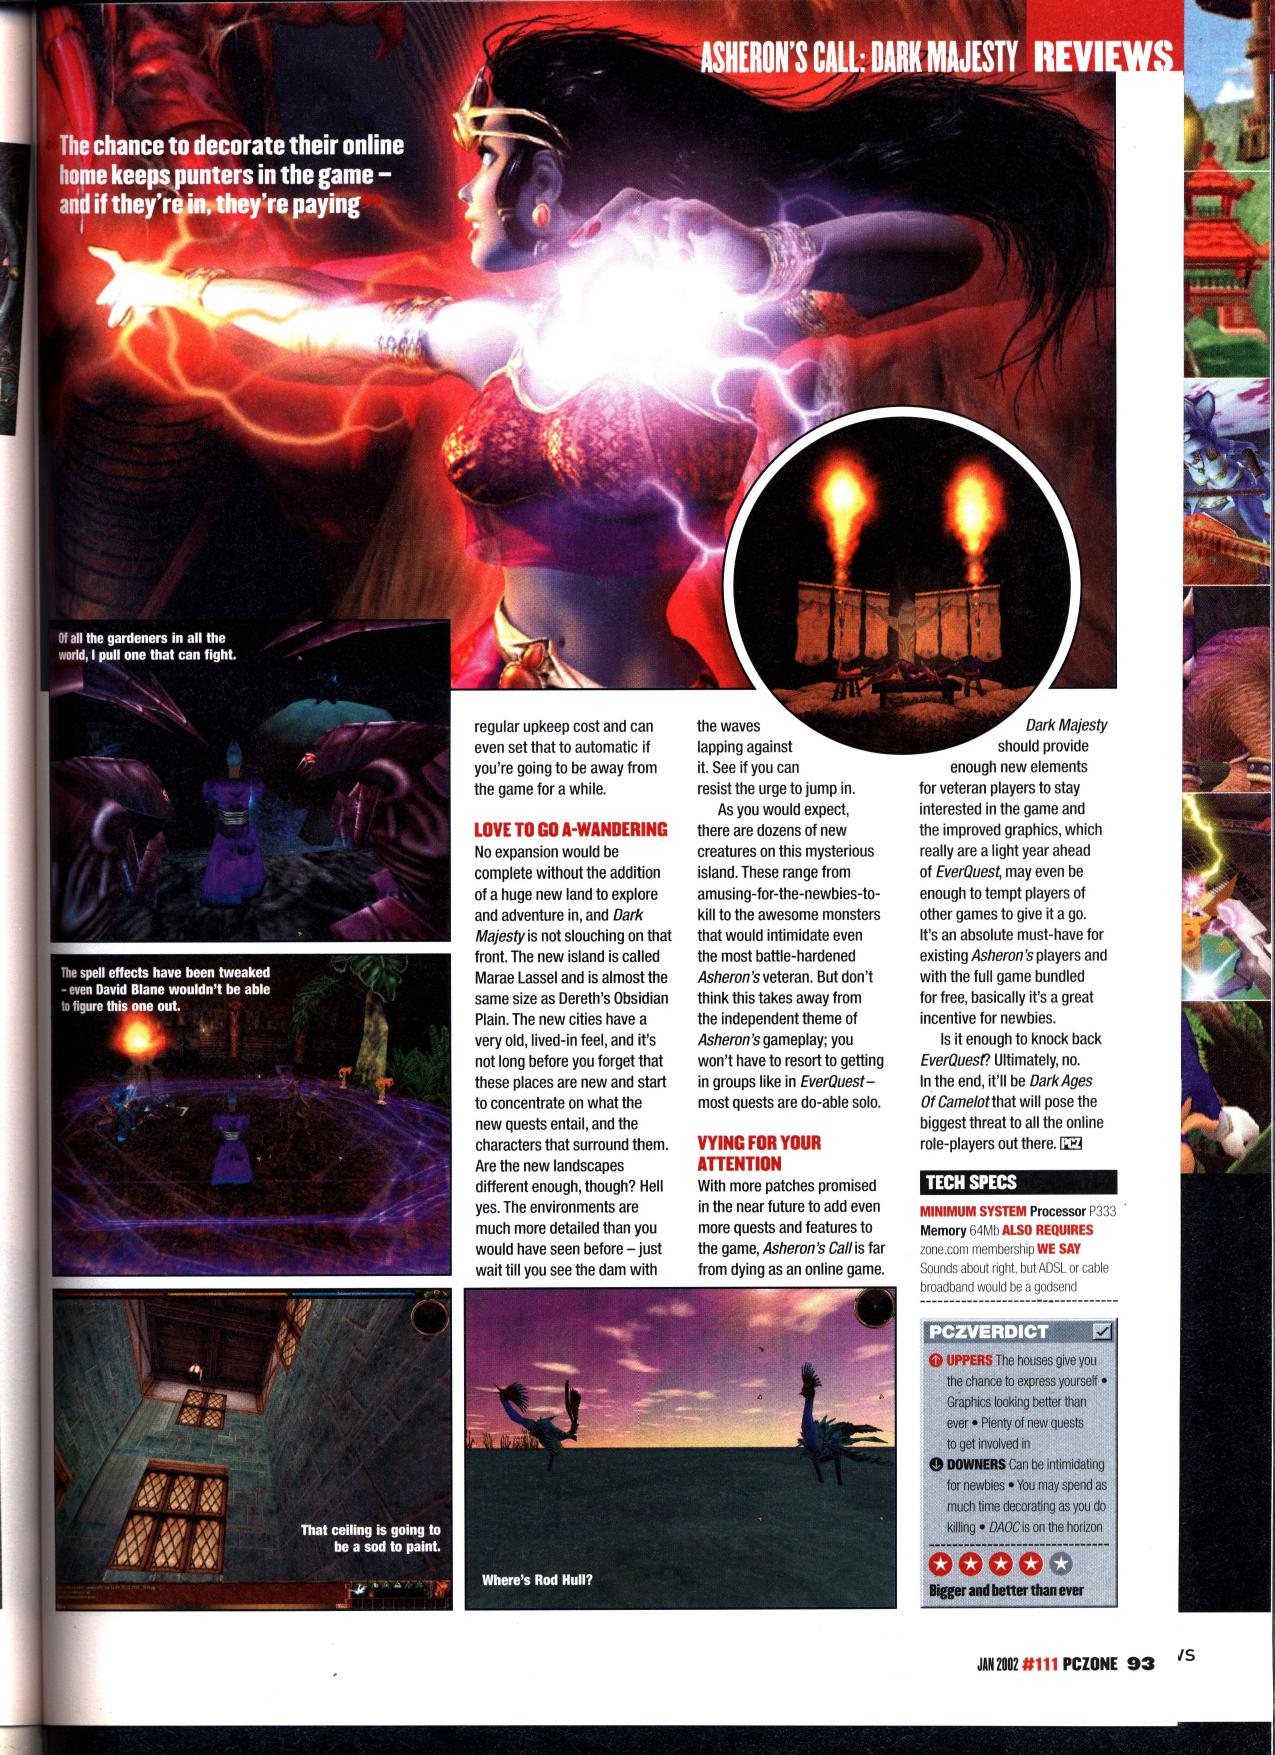 ASHERON'S CALL: DARK MAJESTY REVIEWS
The chance to decorate their online
home keeps punters in the game –
and if they're in, they're paying”
Of all the gardeners in all the
world, I pull one that can fight.
The spell effects have been tweaked
– even David Blane wouldn't be able
to figure this one out.
That ceiling is going to
be a sod to paint.
regular upkeep cost and can
even set that to automatic if
you're going to be away from
the game for a while.
LOVE TO GO A-WANDERING
No expansion would be
complete without the addition
of a huge new land to explore
and adventure in, and Dark
Majesty is not slouching on that
front. The new island is called
Marae Lassel and is almost the
same size as Dereth's Obsidian
Plain. The new cities have a
very old, lived-in feel, and it's
not long before you forget that
these places are new and start
to concentrate on what the
new quests entail, and the
characters that surround them.
Are the new landscapes
different enough, though? Hell
yes. The environments are
much more detailed than you
would have seen before – just
wait till you see the dam with
the waves
lapping against
it. See if you can
resist the urge to jump in.
As you would expect,
there are dozens of new
creatures on this mysterious
island. These range from
amusing-for-the-newbies-to-
kill to the awesome monsters
that would intimidate even
the most battle-hardened
Asheron's veteran. But don't
think this takes away from
the independent theme of
Asheron's gameplay; you
won't have to resort to getting
in groups like in EverQuest –
most quests are do-able solo.
VYING FOR YOUR
ATTENTION
With more patches promised
in the near future to add even
more quests and features to
the game, Asheron's Call is far
from dying as an online game.
Where's Rod Hull?
Dark Majesty
should provide
enough new elements
for veteran players to stay
interested in the game and
the improved graphics, which
really are a light year ahead
of EverQuest, may even be
enough to tempt players of
other games to give it a go.
It's an absolute must-have for
existing Asheron's players and
with the full game bundled
for free, basically it's a great
incentive for newbies.
Is it enough to knock back
EverQuest? Ultimately, no.
In the end, it'll be Dark Ages
Of Camelot that will pose the
biggest threat to all the online
role-players out there. PCZ
TECH SPECS
MINIMUM SYSTEM Processor P333
Memory 64Mb ALSO REQUIRES
zone.com membership WE SAY
Sounds about right, but ADSL or cable
broadband would be a godsend
PCZVERDICT
UPPERS The houses give you
the chance to express yourself •
Graphics looking better than
ever • Plenty of new quests
to get involved in
DOWNERS Can be intimidating
for newbies • You may spend as
much time decorating as you do
killing • DAOC is on the horizon
Bigger and better than ever
JAN 2002 #111 PCZONE 93